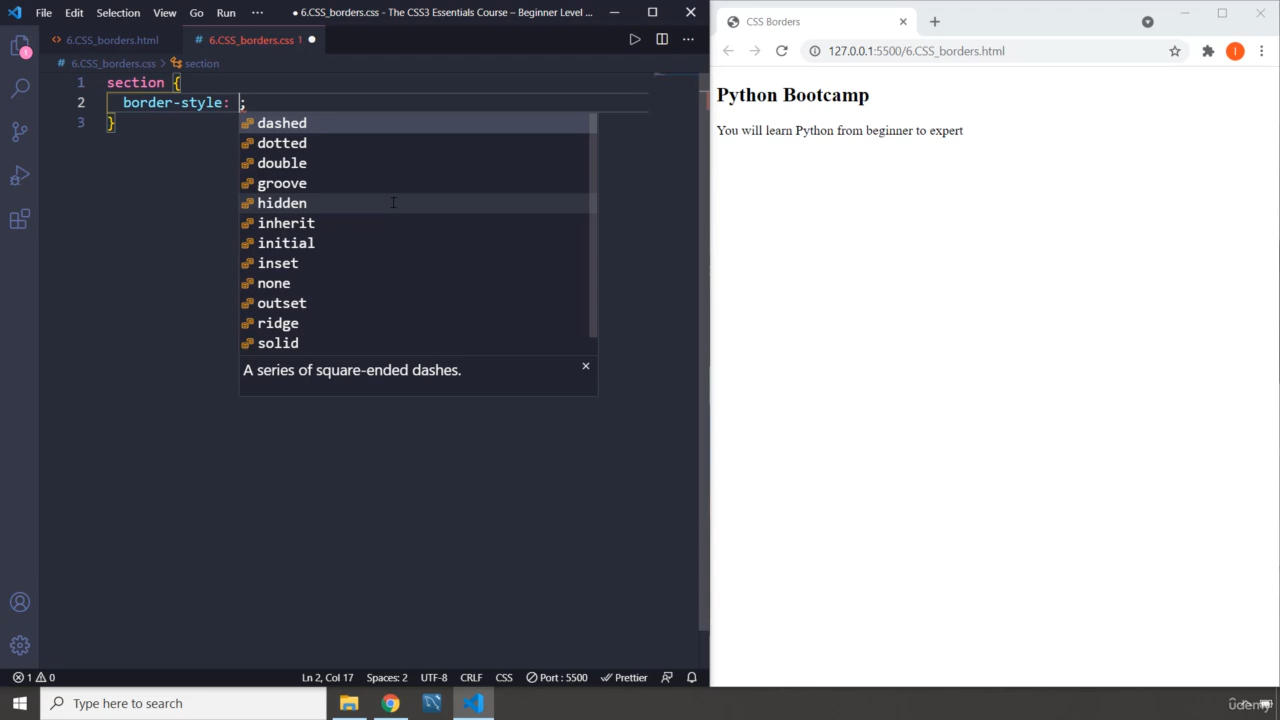 File Edit Selection View Go Run ··· ● 6.CSS_borders.css - The CSS3 Essentials Course - Beginner Level ...
6.CSS_borders.html # 6.CSS_borders.css 1 ●
# 6.CSS_borders.css > section
1 section {
2 border-style: ;
3 }
dashed
dotted
double
groove
hidden
inherit
initial
inset
none
outset
ridge
solid
A series of square-ended dashes.
1 0 Ln 2, Col 17 Spaces: 2 UTF-8 CRLF CSS Port : 5500 Prettier
CSS Borders
127.0.0.1:5500/6.CSS_borders.html
I
Python Bootcamp
You will learn Python from beginner to expert
1
Type here to search
udemy